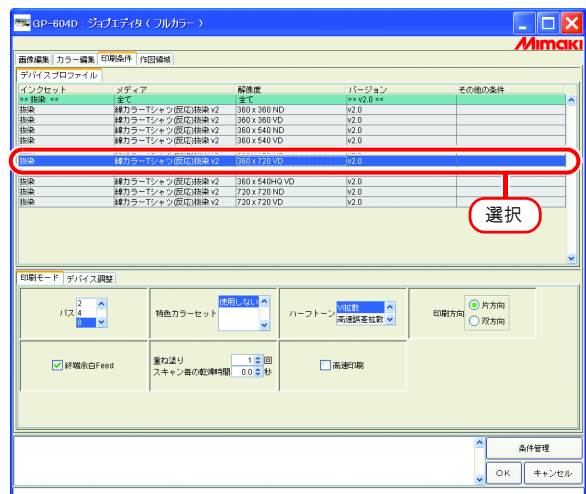 GP-604D : ジョブエディタ ( フルカラー )
Mimaki
画像編集 カラー編集 印刷条件 作図領域
デバイスプロファイル
インクセット メディア 解像度 バージョン その他の条件
>> 抜染 << 全て 全て >> v2.0 <<
抜染 綿カラーTシャツ(反応)抜染 v2 360 x 360 ND v2.0
抜染 綿カラーTシャツ(反応)抜染 v2 360 x 360 VD v2.0
抜染 綿カラーTシャツ(反応)抜染 v2 360 x 540 ND v2.0
抜染 綿カラーTシャツ(反応)抜染 v2 360 x 540 VD v2.0
抜染 綿カラーTシャツ(反応)抜染 v2 360 x 720 VD v2.0
抜染 綿カラーTシャツ(反応)抜染 v2 360 x 540HQ VD v2.0
抜染 綿カラーTシャツ(反応)抜染 v2 720 x 720 ND v2.0
抜染 綿カラーTシャツ(反応)抜染 v2 720 x 720 VD v2.0
選択
印刷モード デバイス調整
パス 2 4 8
特色カラーセット 使用しない
ハーフトーン VI拡散 高速誤差拡散
印刷方向 片方向 双方向
終端余白Feed
重ね塗り 1 回
スキャン毎の乾燥時間 0.0 秒
高速印刷
条件管理
OK キャンセル